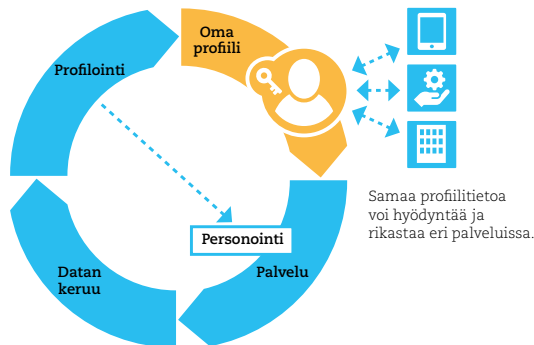 Oma
profiili
Profilointi
Samaa profiilitietoa
voi hyödyntää ja
rikastaa eri palveluissa.
Personointi
Palvelu
Datan
keruu